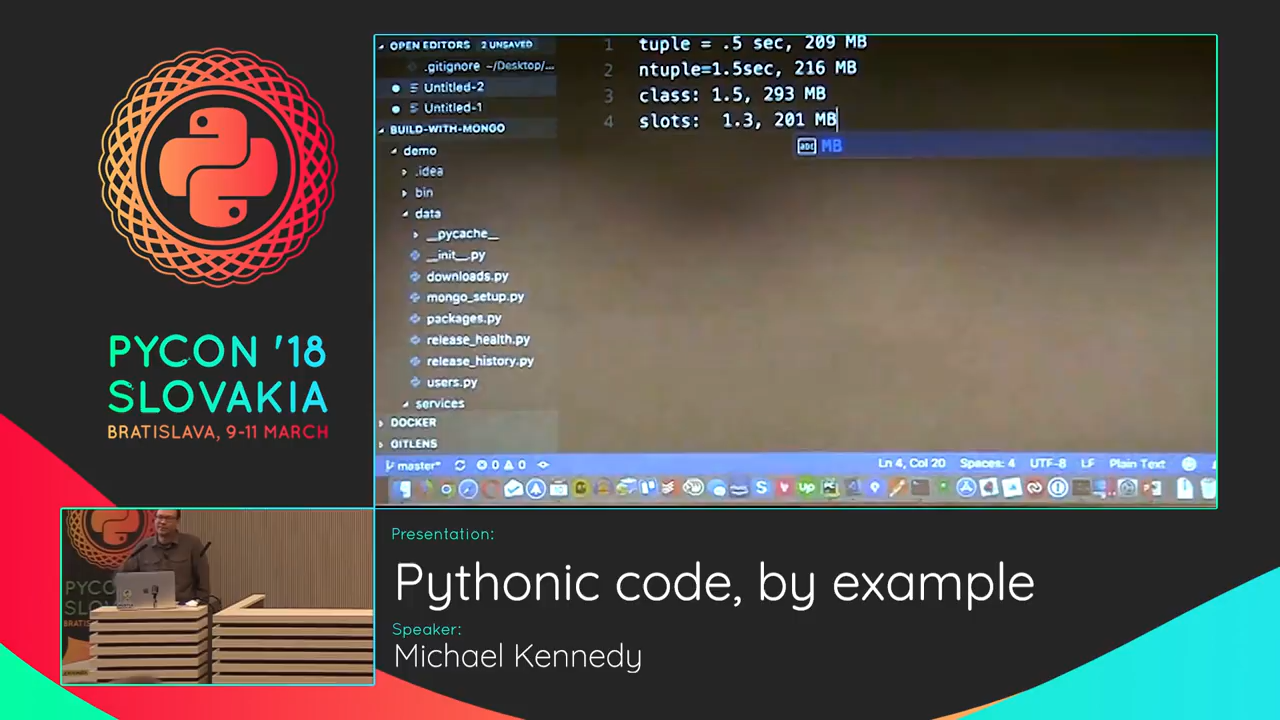 OPEN EDITORS 2 UNSAVED
.gitignore ~/Desktop/...
Untitled-2
Untitled-1
BUILD-WITH-MONGO
demo
.idea
bin
data
__pycache__
__init__.py
downloads.py
mongo_setup.py
packages.py
release_health.py
release_history.py
users.py
services
DOCKER
GITLENS
1 tuple = .5 sec, 209 MB
2 ntuple=1.5sec, 216 MB
3 class: 1.5, 293 MB
4 slots: 1.3, 201 MB
abc MB
master* 0 0 Ln 4, Col 20 Spaces: 4 UTF-8 LF Plain Text
Up
PYCON '18
SLOVAKIA
BRATISLAVA, 9-11 MARCH
Presentation:
Pythonic code, by example
Speaker:
Michael Kennedy